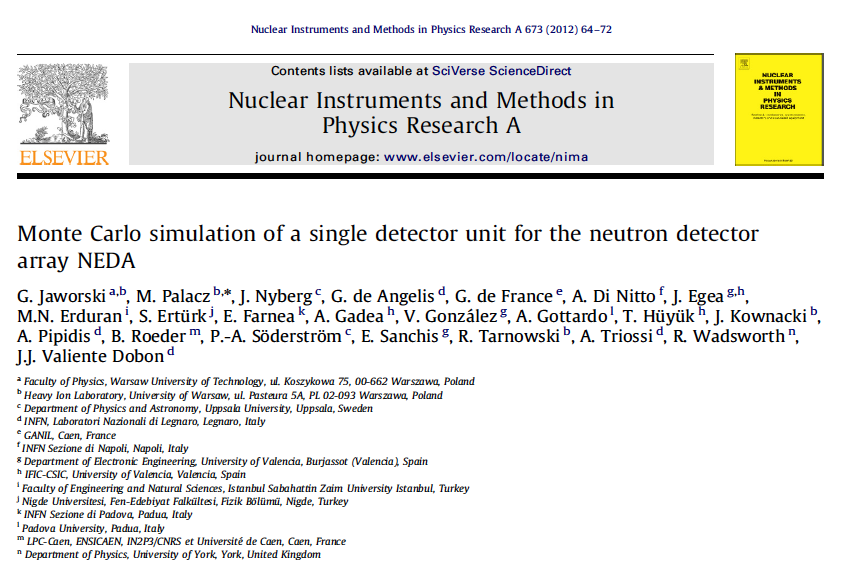 Nuclear Instruments and Methods in Physics Research A 673 (2012) 64–72
Contents lists available at SciVerse ScienceDirect
Nuclear Instruments and Methods in
Physics Research A
journal homepage: www.elsevier.com/locate/nima
ELSEVIER
NUCLEAR
INSTRUMENTS
& METHODS
IN
PHYSICS
RESEARCH
Monte Carlo simulation of a single detector unit for the neutron detector
array NEDA
G. Jaworski a,b, M. Palacz b,*, J. Nyberg c, G. de Angelis d, G. de France e, A. Di Nitto f, J. Egea g,h,
M.N. Erduran i, S. Ertürk j, E. Farnea k, A. Gadea h, V. González g, A. Gottardo l, T. Hüyük h, J. Kownacki b,
A. Pipidis d, B. Roeder m, P.-A. Söderström c, E. Sanchis g, R. Tarnowski b, A. Triossi d, R. Wadsworth n,
J.J. Valiente Dobon d
a Faculty of Physics, Warsaw University of Technology, ul. Koszykowa 75, 00-662 Warszawa, Poland
b Heavy Ion Laboratory, University of Warsaw, ul. Pasteura 5A, PL 02-093 Warszawa, Poland
c Department of Physics and Astronomy, Uppsala University, Uppsala, Sweden
d INFN, Laboratori Nazionali di Legnaro, Legnaro, Italy
e GANIL, Caen, France
f INFN Sezione di Napoli, Napoli, Italy
g Department of Electronic Engineering, University of Valencia, Burjassot (Valencia), Spain
h IFIC-CSIC, University of Valencia, Valencia, Spain
i Faculty of Engineering and Natural Sciences, Istanbul Sabahattin Zaim University Istanbul, Turkey
j Nigde Universitesi, Fen-Edebiyat Falkültesi, Fizik Bölümü, Nigde, Turkey
k INFN Sezione di Padova, Padua, Italy
l Padova University, Padua, Italy
m LPC-Caen, ENSICAEN, IN2P3/CNRS et Université de Caen, Caen, France
n Department of Physics, University of York, York, United Kingdom